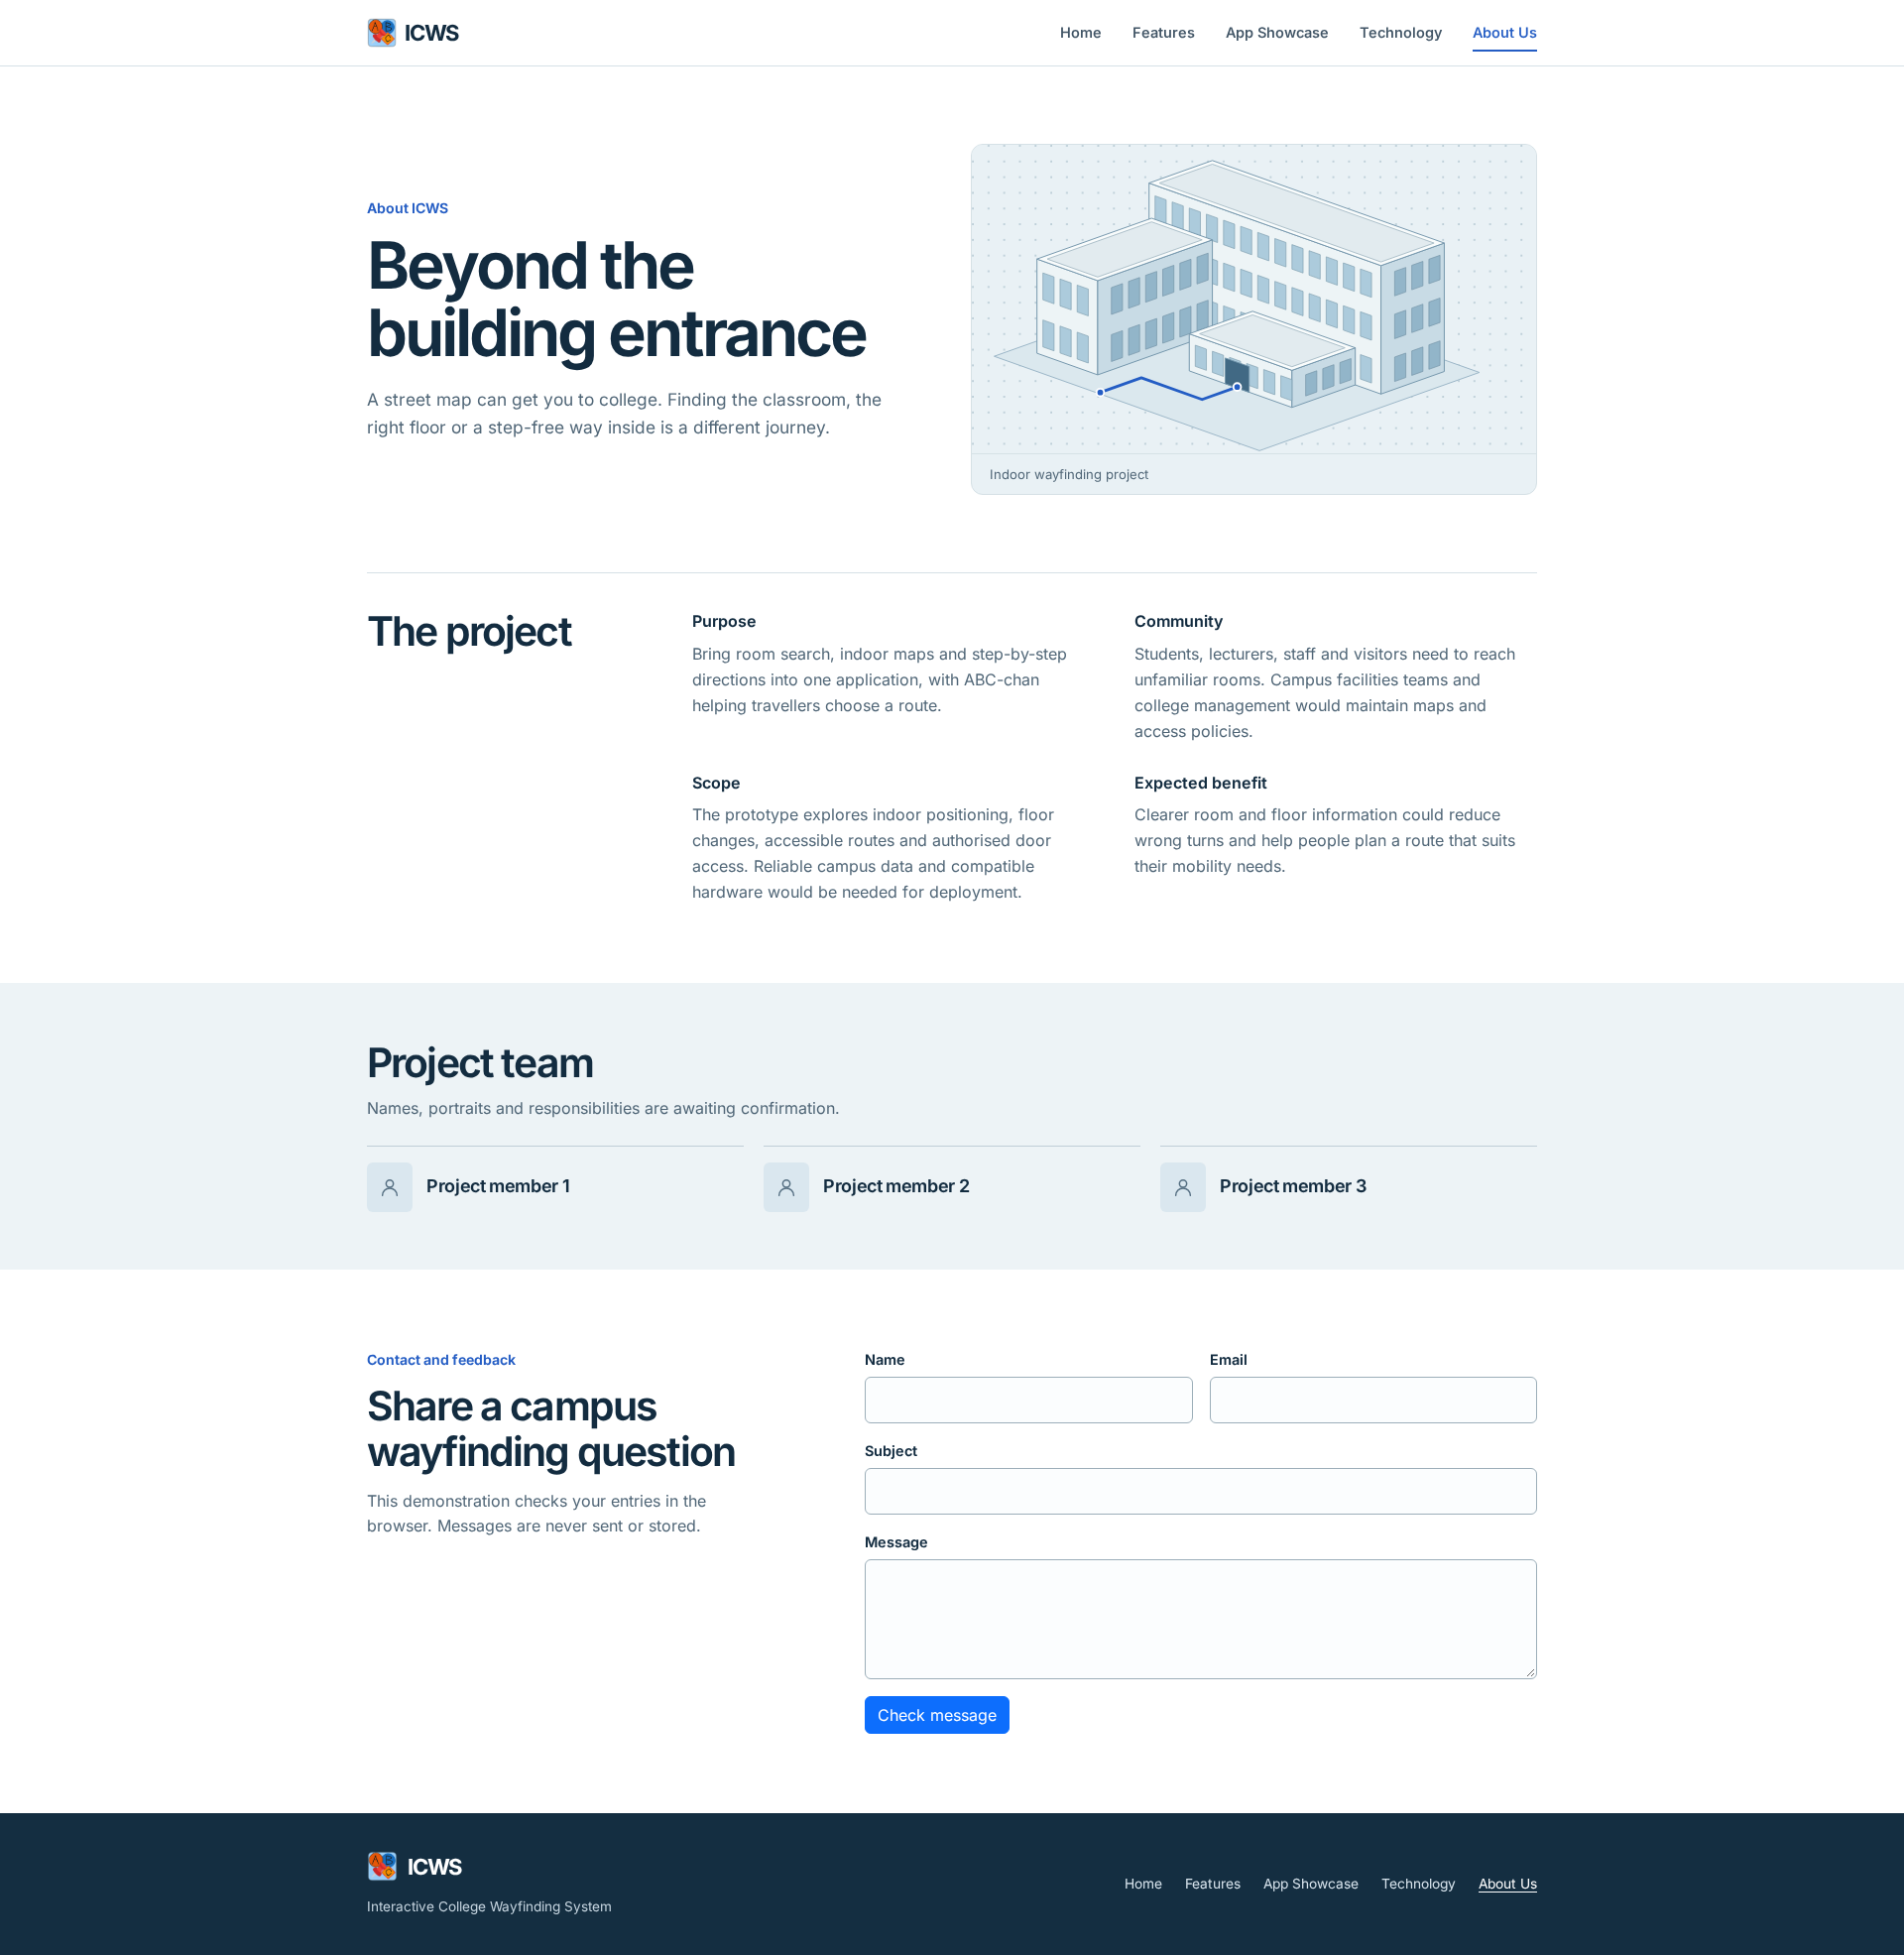 ICWS
Home
Features
App Showcase
Technology
About Us
About ICWS
Beyond the
building entrance
A street map can get you to college. Finding the classroom, the
right floor or a step-free way inside is a different journey.
Indoor wayfinding project
The project
Purpose
Bring room search, indoor maps and step-by-step
directions into one application, with ABC-chan
helping travellers choose a route.
Community
Students, lecturers, staff and visitors need to reach
unfamiliar rooms. Campus facilities teams and
college management would maintain maps and
access policies.
Scope
The prototype explores indoor positioning, floor
changes, accessible routes and authorised door
access. Reliable campus data and compatible
hardware would be needed for deployment.
Expected benefit
Clearer room and floor information could reduce
wrong turns and help people plan a route that suits
their mobility needs.
Project team
Names, portraits and responsibilities are awaiting confirmation.
Project member 1
Project member 2
Project member 3
Contact and feedback
Share a campus
wayfinding question
This demonstration checks your entries in the
browser. Messages are never sent or stored.
Name
Email
Subject
Message
Check message
ICWS
Interactive College Wayfinding System
Home
Features
App Showcase
Technology
About Us